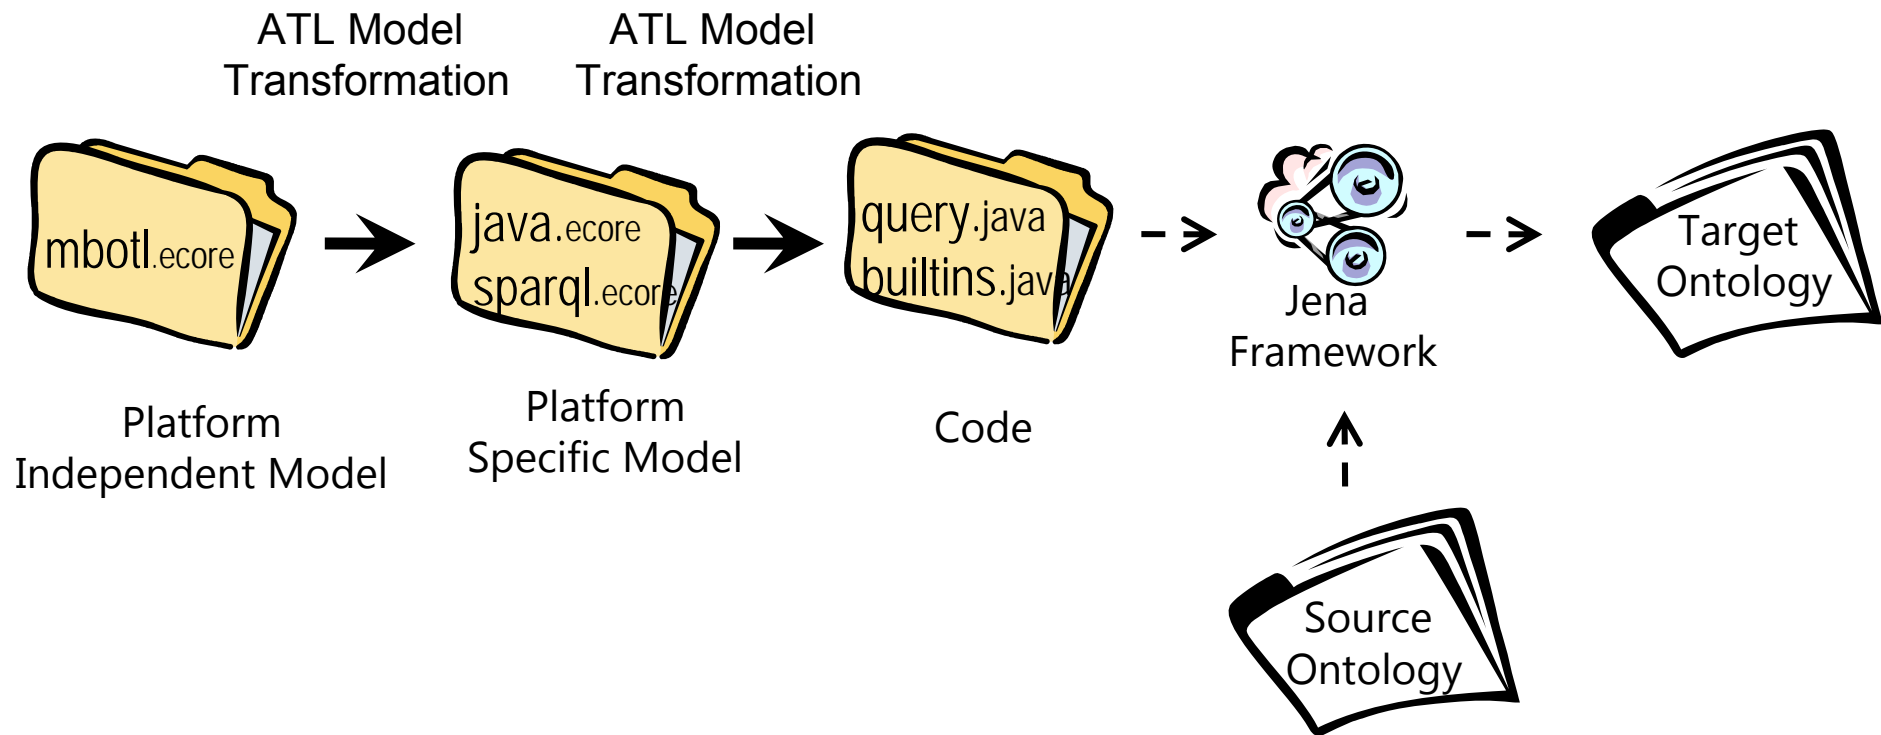 ATL Model
Transformation
ATL Model
Transformation
mbotl.ecore
java.ecore
sparql.ecore
query.java
builtins.java
Jena
Framework
Target
Ontology
Platform
Independent Model
Platform
Specific Model
Code
Source
Ontology